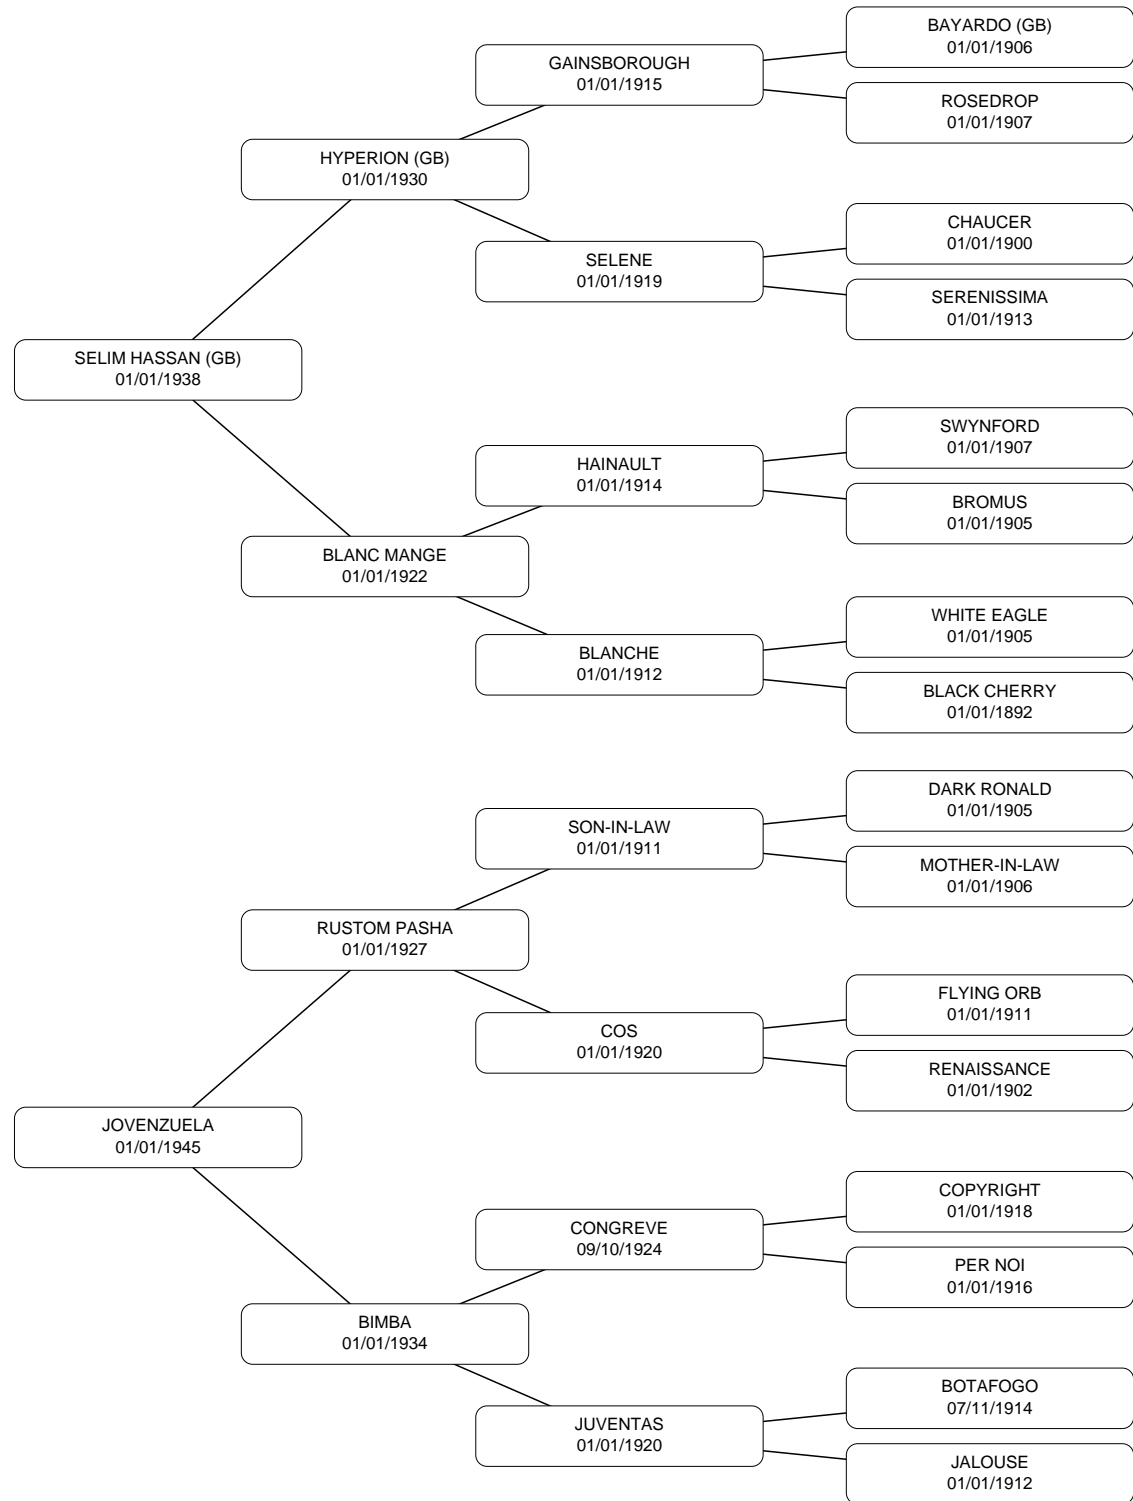 BAYARDO (GB)
01/01/1906
GAINSBOROUGH
01/01/1915
ROSEDROP
01/01/1907
HYPERION (GB)
01/01/1930
CHAUCER
01/01/1900
SELENE
01/01/1919
SERENISSIMA
01/01/1913
SELIM HASSAN (GB)
01/01/1938
SWYNFORD
01/01/1907
HAINAULT
01/01/1914
BROMUS
01/01/1905
BLANC MANGE
01/01/1922
WHITE EAGLE
01/01/1905
BLANCHE
01/01/1912
BLACK CHERRY
01/01/1892
DARK RONALD
01/01/1905
SON-IN-LAW
01/01/1911
MOTHER-IN-LAW
01/01/1906
RUSTOM PASHA
01/01/1927
FLYING ORB
01/01/1911
COS
01/01/1920
RENAISSANCE
01/01/1902
JOVENZUELA
01/01/1945
COPYRIGHT
01/01/1918
CONGREVE
09/10/1924
PER NOI
01/01/1916
BIMBA
01/01/1934
BOTAFOGO
07/11/1914
JUVENTAS
01/01/1920
JALOUSE
01/01/1912